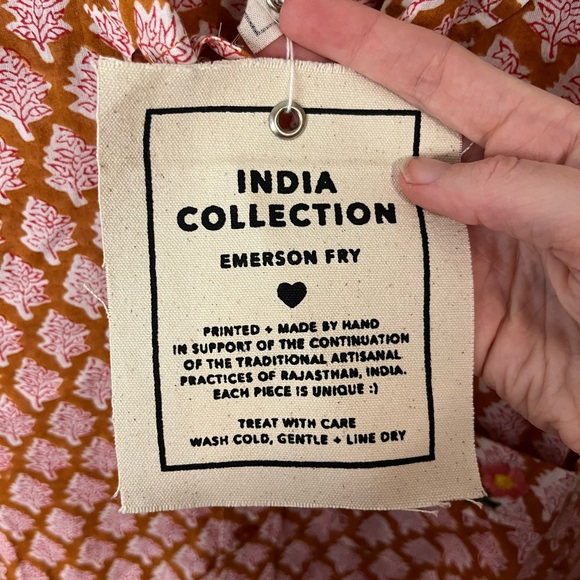 INDIA
COLLECTION
EMERSON FRY
PRINTED + MADE BY HAND
IN SUPPORT OF THE CONTINUATION
OF THE TRADITIONAL ARTISANAL
PRACTICES OF RAJASTHAN, INDIA.
EACH PIECE IS UNIQUE :)
TREAT WITH CARE
WASH COLD, GENTLE + LINE DRY